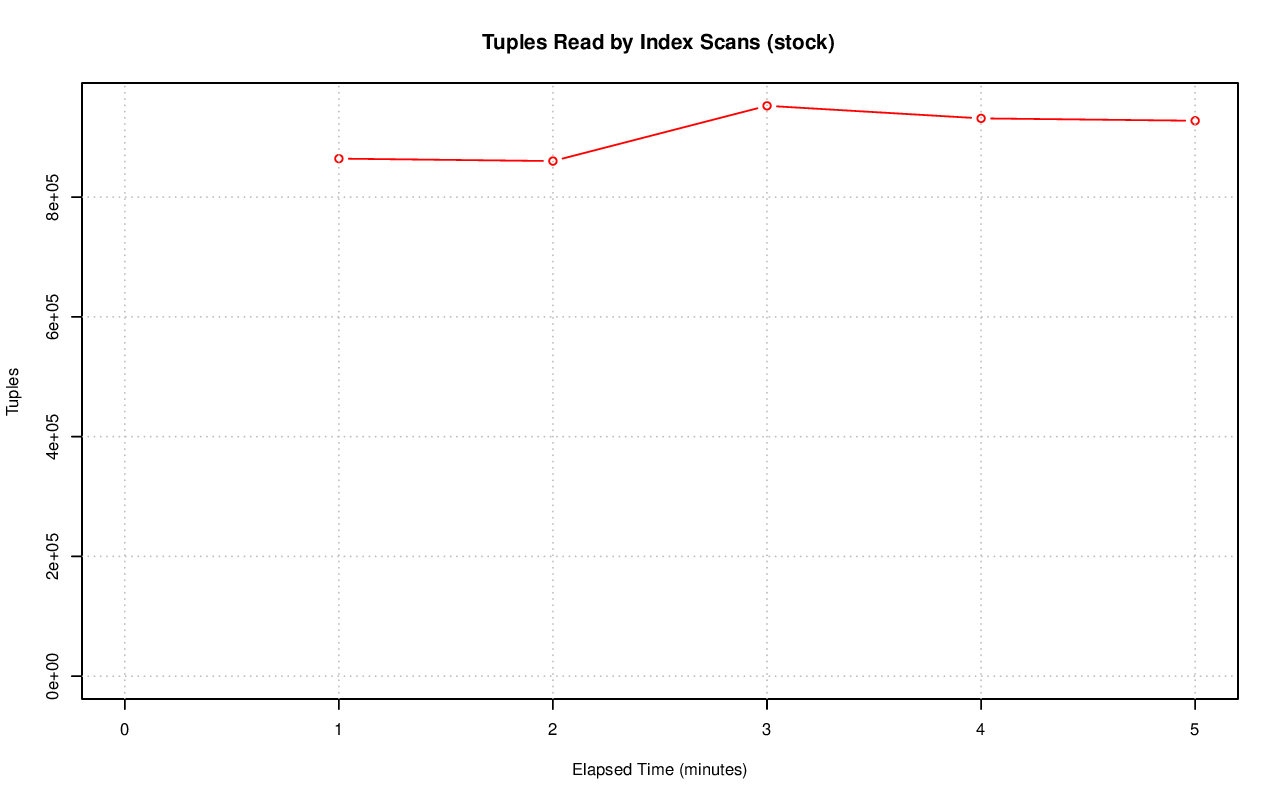 Tuples Read by Index Scans (stock)
Tuples
8e+05
6e+05
4e+05
2e+05
0e+00
0 1 2 3 4 5
Elapsed Time (minutes)